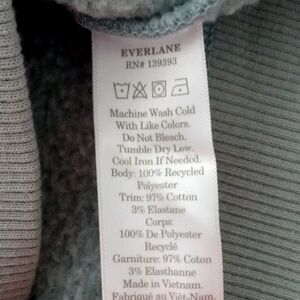 EVERLANE
RN# 139393
Machine Wash Cold
With Like Colors.
Do Not Bleach.
Tumble Dry Low.
Cool Iron If Needed.
Body: 100% Recycled
Polyester
Trim: 97% Cotton
3% Elastane
Corps:
100% De Polyester
Recyclé
Garniture: 97% Coton
3% Elasthanne
Made in Vietnam.
Fabriqué au Viêt-Nam.